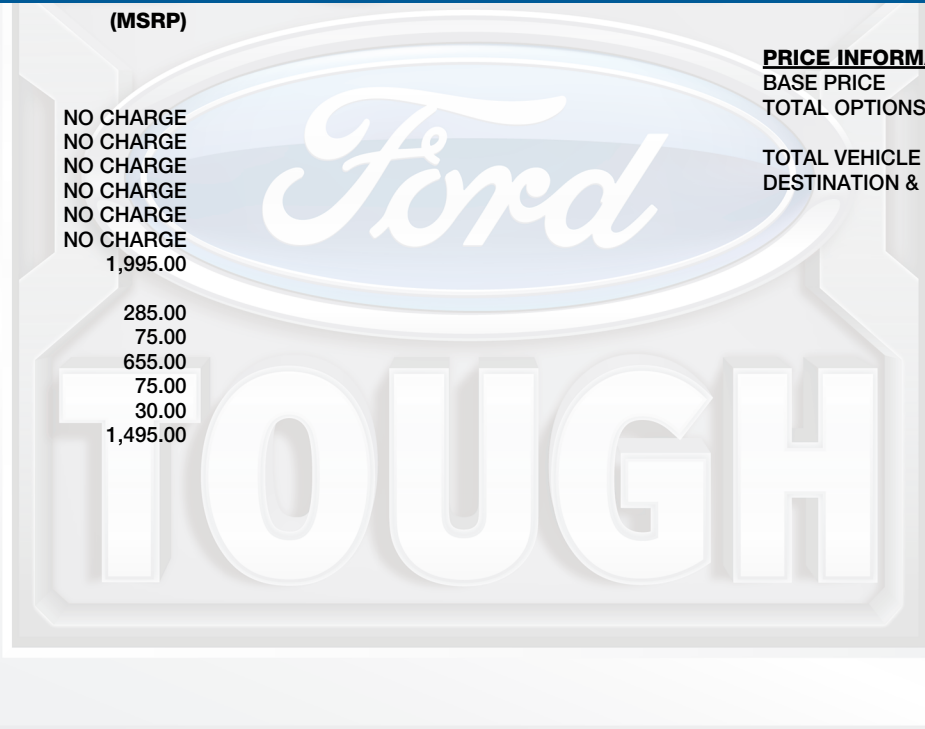 (MSRP)
NO CHARGE
NO CHARGE
NO CHARGE
NO CHARGE
NO CHARGE
NO CHARGE
1,995.00
285.00
75.00
655.00
75.00
30.00
1,495.00
PRICE INFORM
BASE PRICE
TOTAL OPTIONS
TOTAL VEHICLE
DESTINATION &
Ford
TOUGH